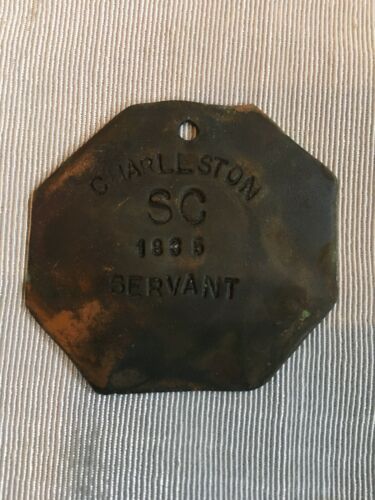 CHARLESTON
SC
1835
SERVANT